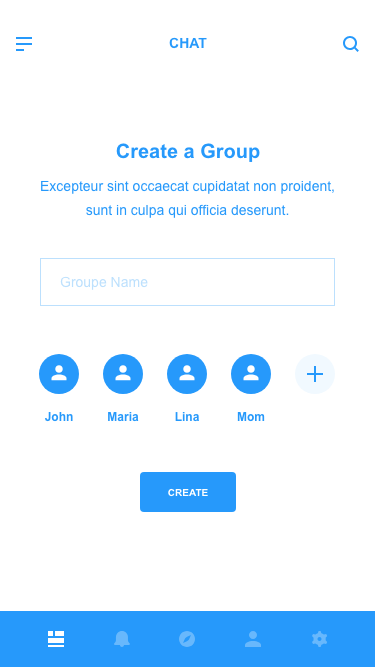 CHAT
Create a Group
Excepteur sint occaecat cupidatat non proident,
sunt in culpa qui officia deserunt.
Groupe Name
John Maria Lina Mom
CREATE